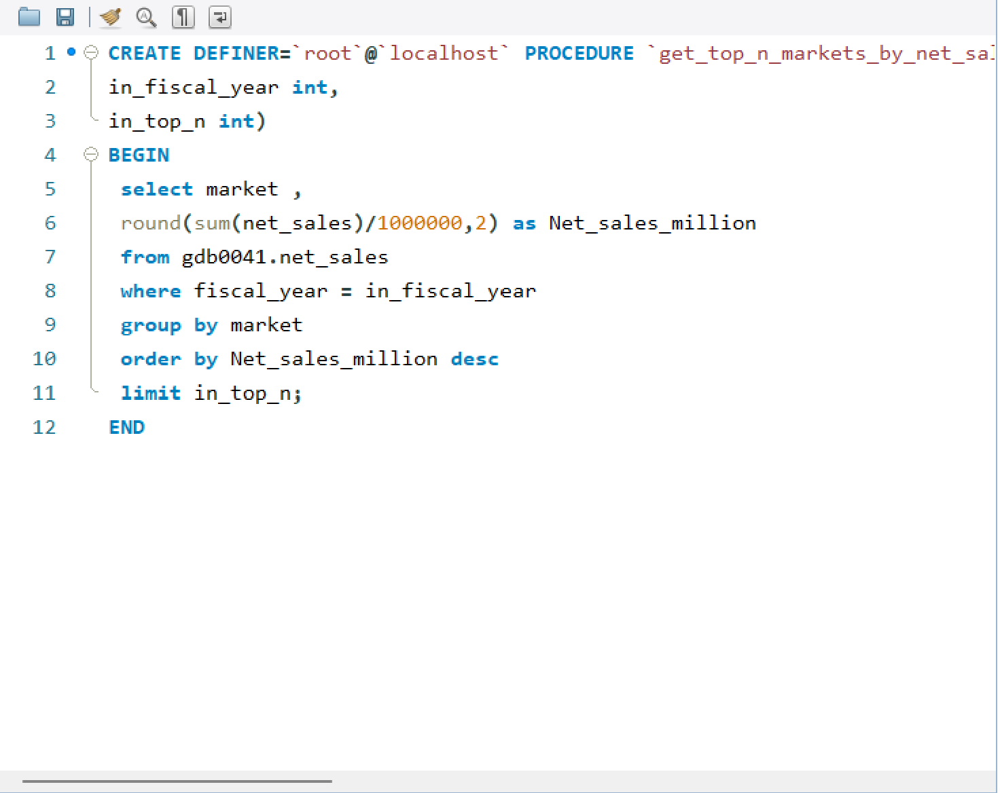 1 CREATE DEFINER=`root`@`localhost` PROCEDURE `get_top_n_markets_by_net_sal
2 in_fiscal_year int,
3 in_top_n int)
4 BEGIN
5 select market ,
6 round(sum(net_sales)/1000000,2) as Net_sales_million
7 from gdb0041.net_sales
8 where fiscal_year = in_fiscal_year
9 group by market
10 order by Net_sales_million desc
11 limit in_top_n;
12 END